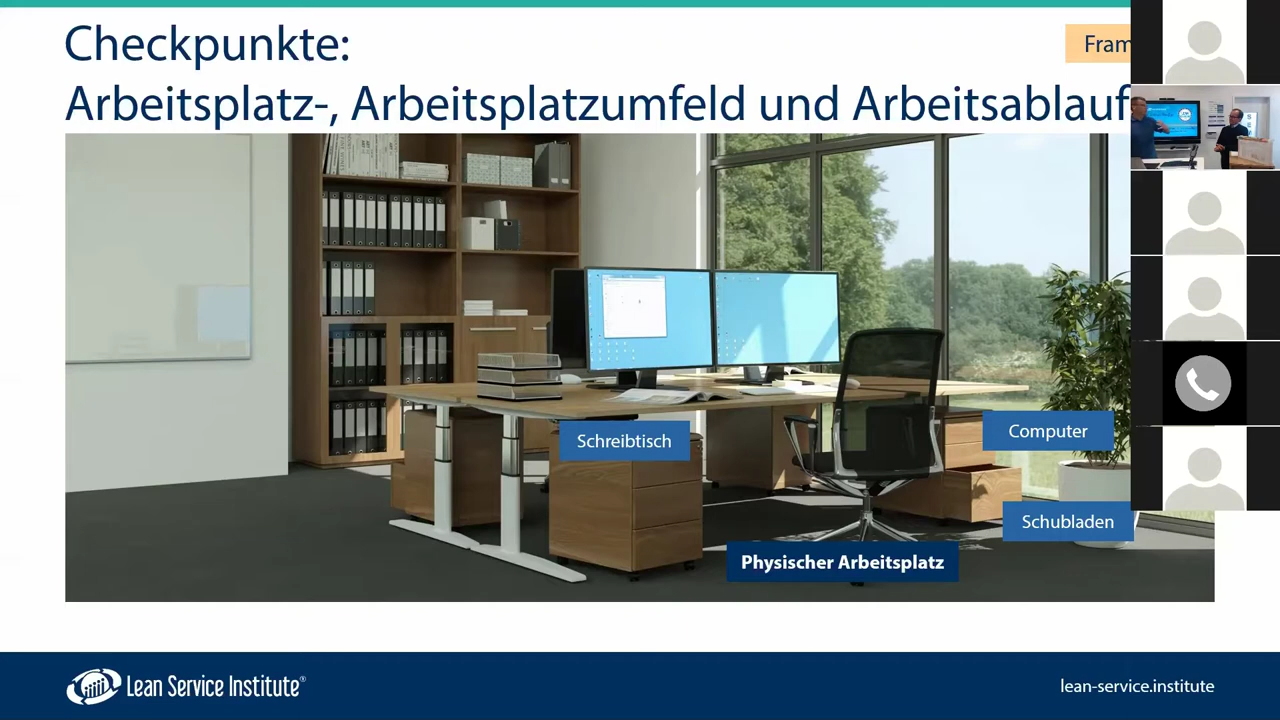 Checkpunkte:
Fram
Arbeitsplatz-, Arbeitsplatzumfeld und Arbeitsablauf
Schreibtisch
Computer
Schubladen
Physischer Arbeitsplatz
Lean Service Institute®
lean-service.institute